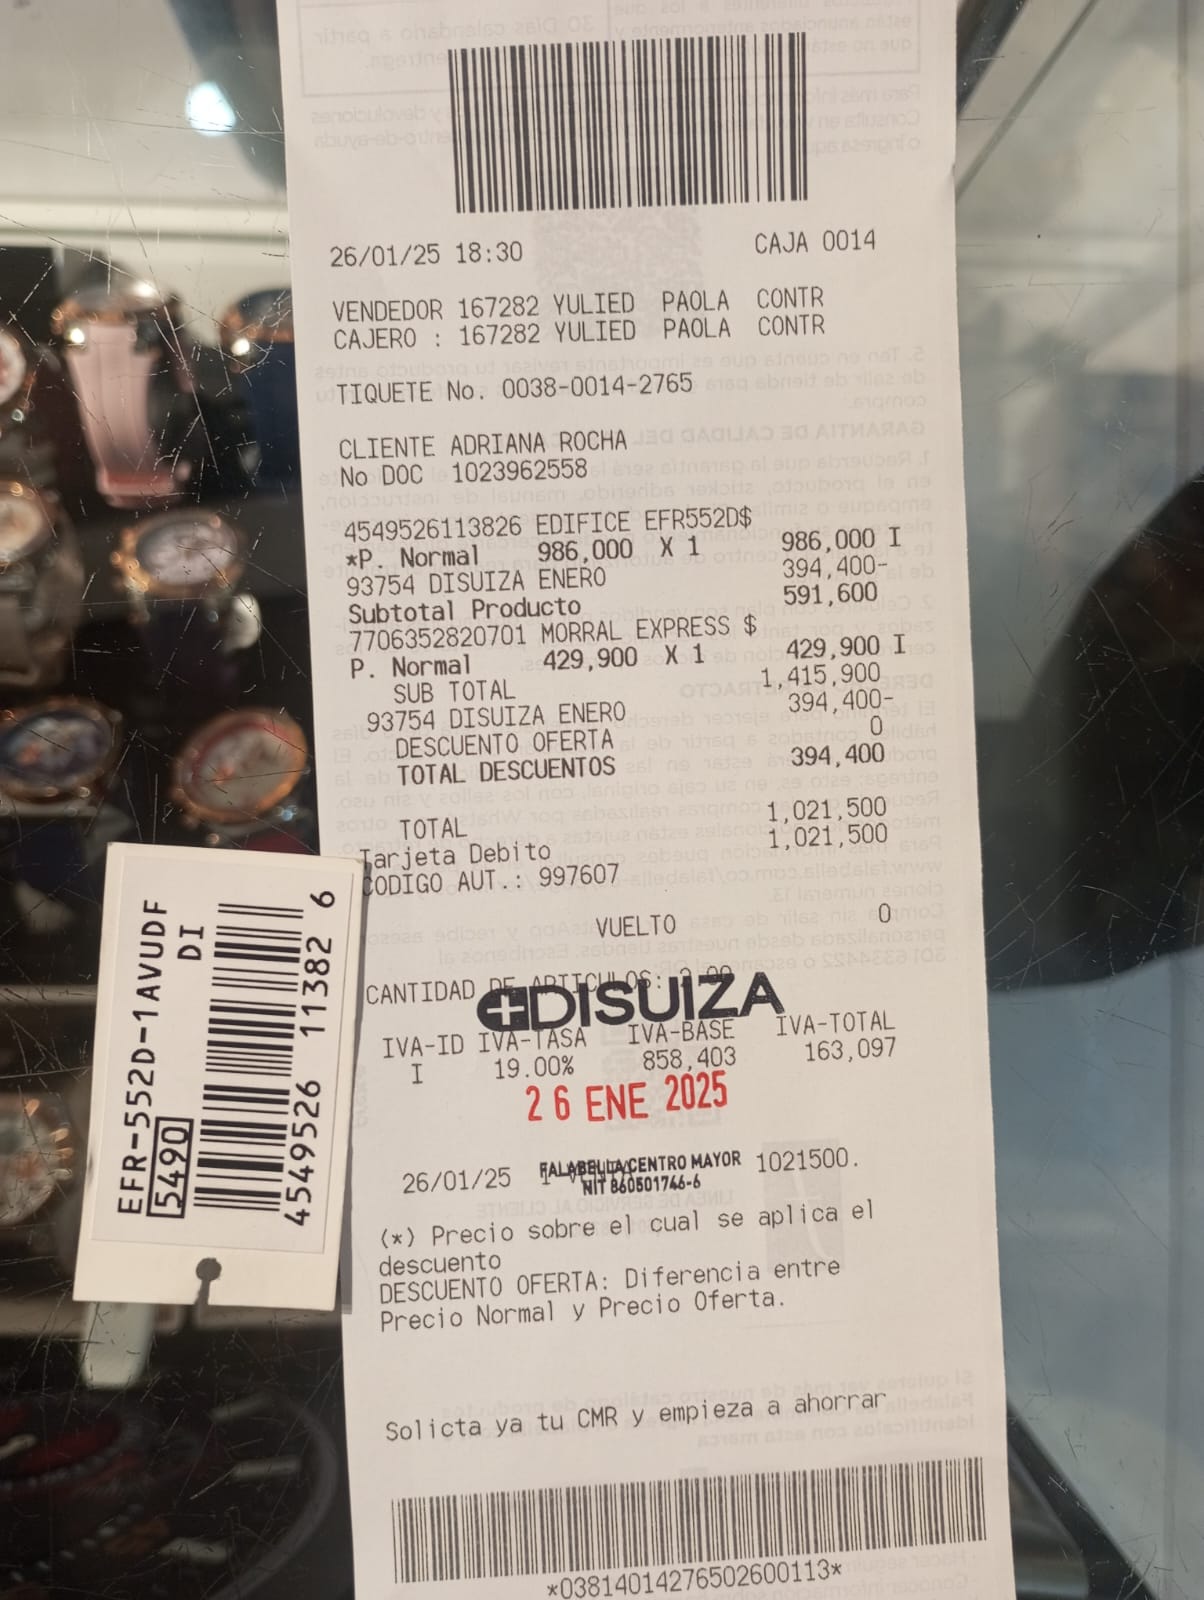 26/01/25 18:30 CAJA 0014
VENDEDOR 167282 YULIED PAOLA CONTR
CAJERO : 167282 YULIED PAOLA CONTR
TIQUETE No. 0038-0014-2765
CLIENTE ADRIANA ROCHA
No DOC 1023962558
4549526113826 EDIFICE EFR552D$
*P. Normal 986,000 X 1 986,000 I
93754 DISUIZA ENERO 394,400-
Subtotal Producto 591,600
7706352820701 MORRAL EXPRESS $
P. Normal 429,900 X 1 429,900 I
SUB TOTAL 1,415,900
93754 DISUIZA ENERO 394,400-
DESCUENTO OFERTA 0
TOTAL DESCUENTOS 394,400
TOTAL 1,021,500
Tarjeta Debito 1,021,500
CODIGO AUT.: 997607
VUELTO 0
CANTIDAD DE ARTICULOS:
DISUIZA
IVA-ID IVA-TASA IVA-BASE IVA-TOTAL
I 19.00% 858,403 163,097
26 ENE 2025
26/01/25 1021500.
FALABELLA CENTRO MAYOR
NIT 860501746-6
(*) Precio sobre el cual se aplica el
descuento
DESCUENTO OFERTA: Diferencia entre
Precio Normal y Precio Oferta.
Solicta ya tu CMR y empieza a ahorrar
*03814014276502600113*
EFR-552D-1AVUDF
DI
5490
4549526 11382 6